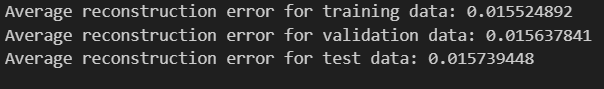 Average reconstruction error for training data: 0.015524892
Average reconstruction error for validation data: 0.015637841
Average reconstruction error for test data: 0.015739448